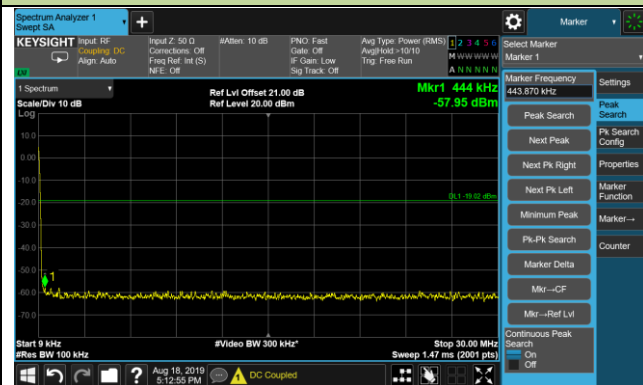 Spectrum Analyzer 1
Swept SA
Marker
KEYSIGHT
Input: RF
Coupling: DC
Align: Auto
Input Z: 50 Ω
Corrections: Off
Freq Ref: Int (S)
NFE: Off
#Atten: 10 dB
PNO: Fast
Gate: Off
IF Gain: Low
Sig Track: Off
Avg Type: Power (RMS)
Avg|Hold:>10/10
Trig: Free Run
1 2 3 4 5 6
M W W W W W
A N N N N N
LXI
Select Marker
Marker 1
1 Spectrum
Scale/Div 10 dB
Log
Ref Lvl Offset 21.00 dB
Ref Level 20.00 dBm
Mkr1 444 kHz
-57.95 dBm
10.0
0.00
-10.0
-20.0
-30.0
-40.0
-50.0
-60.0
-70.0
DL1 -19.02 dBm
1
Start 9 kHz
#Res BW 100 kHz
#Video BW 300 kHz*
Stop 30.00 MHz
Sweep 1.47 ms (2001 pts)
Marker Frequency
443.870 kHz
Peak Search
Next Peak
Next Pk Right
Next Pk Left
Minimum Peak
Pk-Pk Search
Marker Delta
Mkr→CF
Mkr→Ref Lvl
Continuous Peak
Search
On
Off
Settings
Peak
Search
Pk Search
Config
Properties
Marker
Function
Marker→
Counter
Aug 18, 2019
5:12:55 PM
DC Coupled